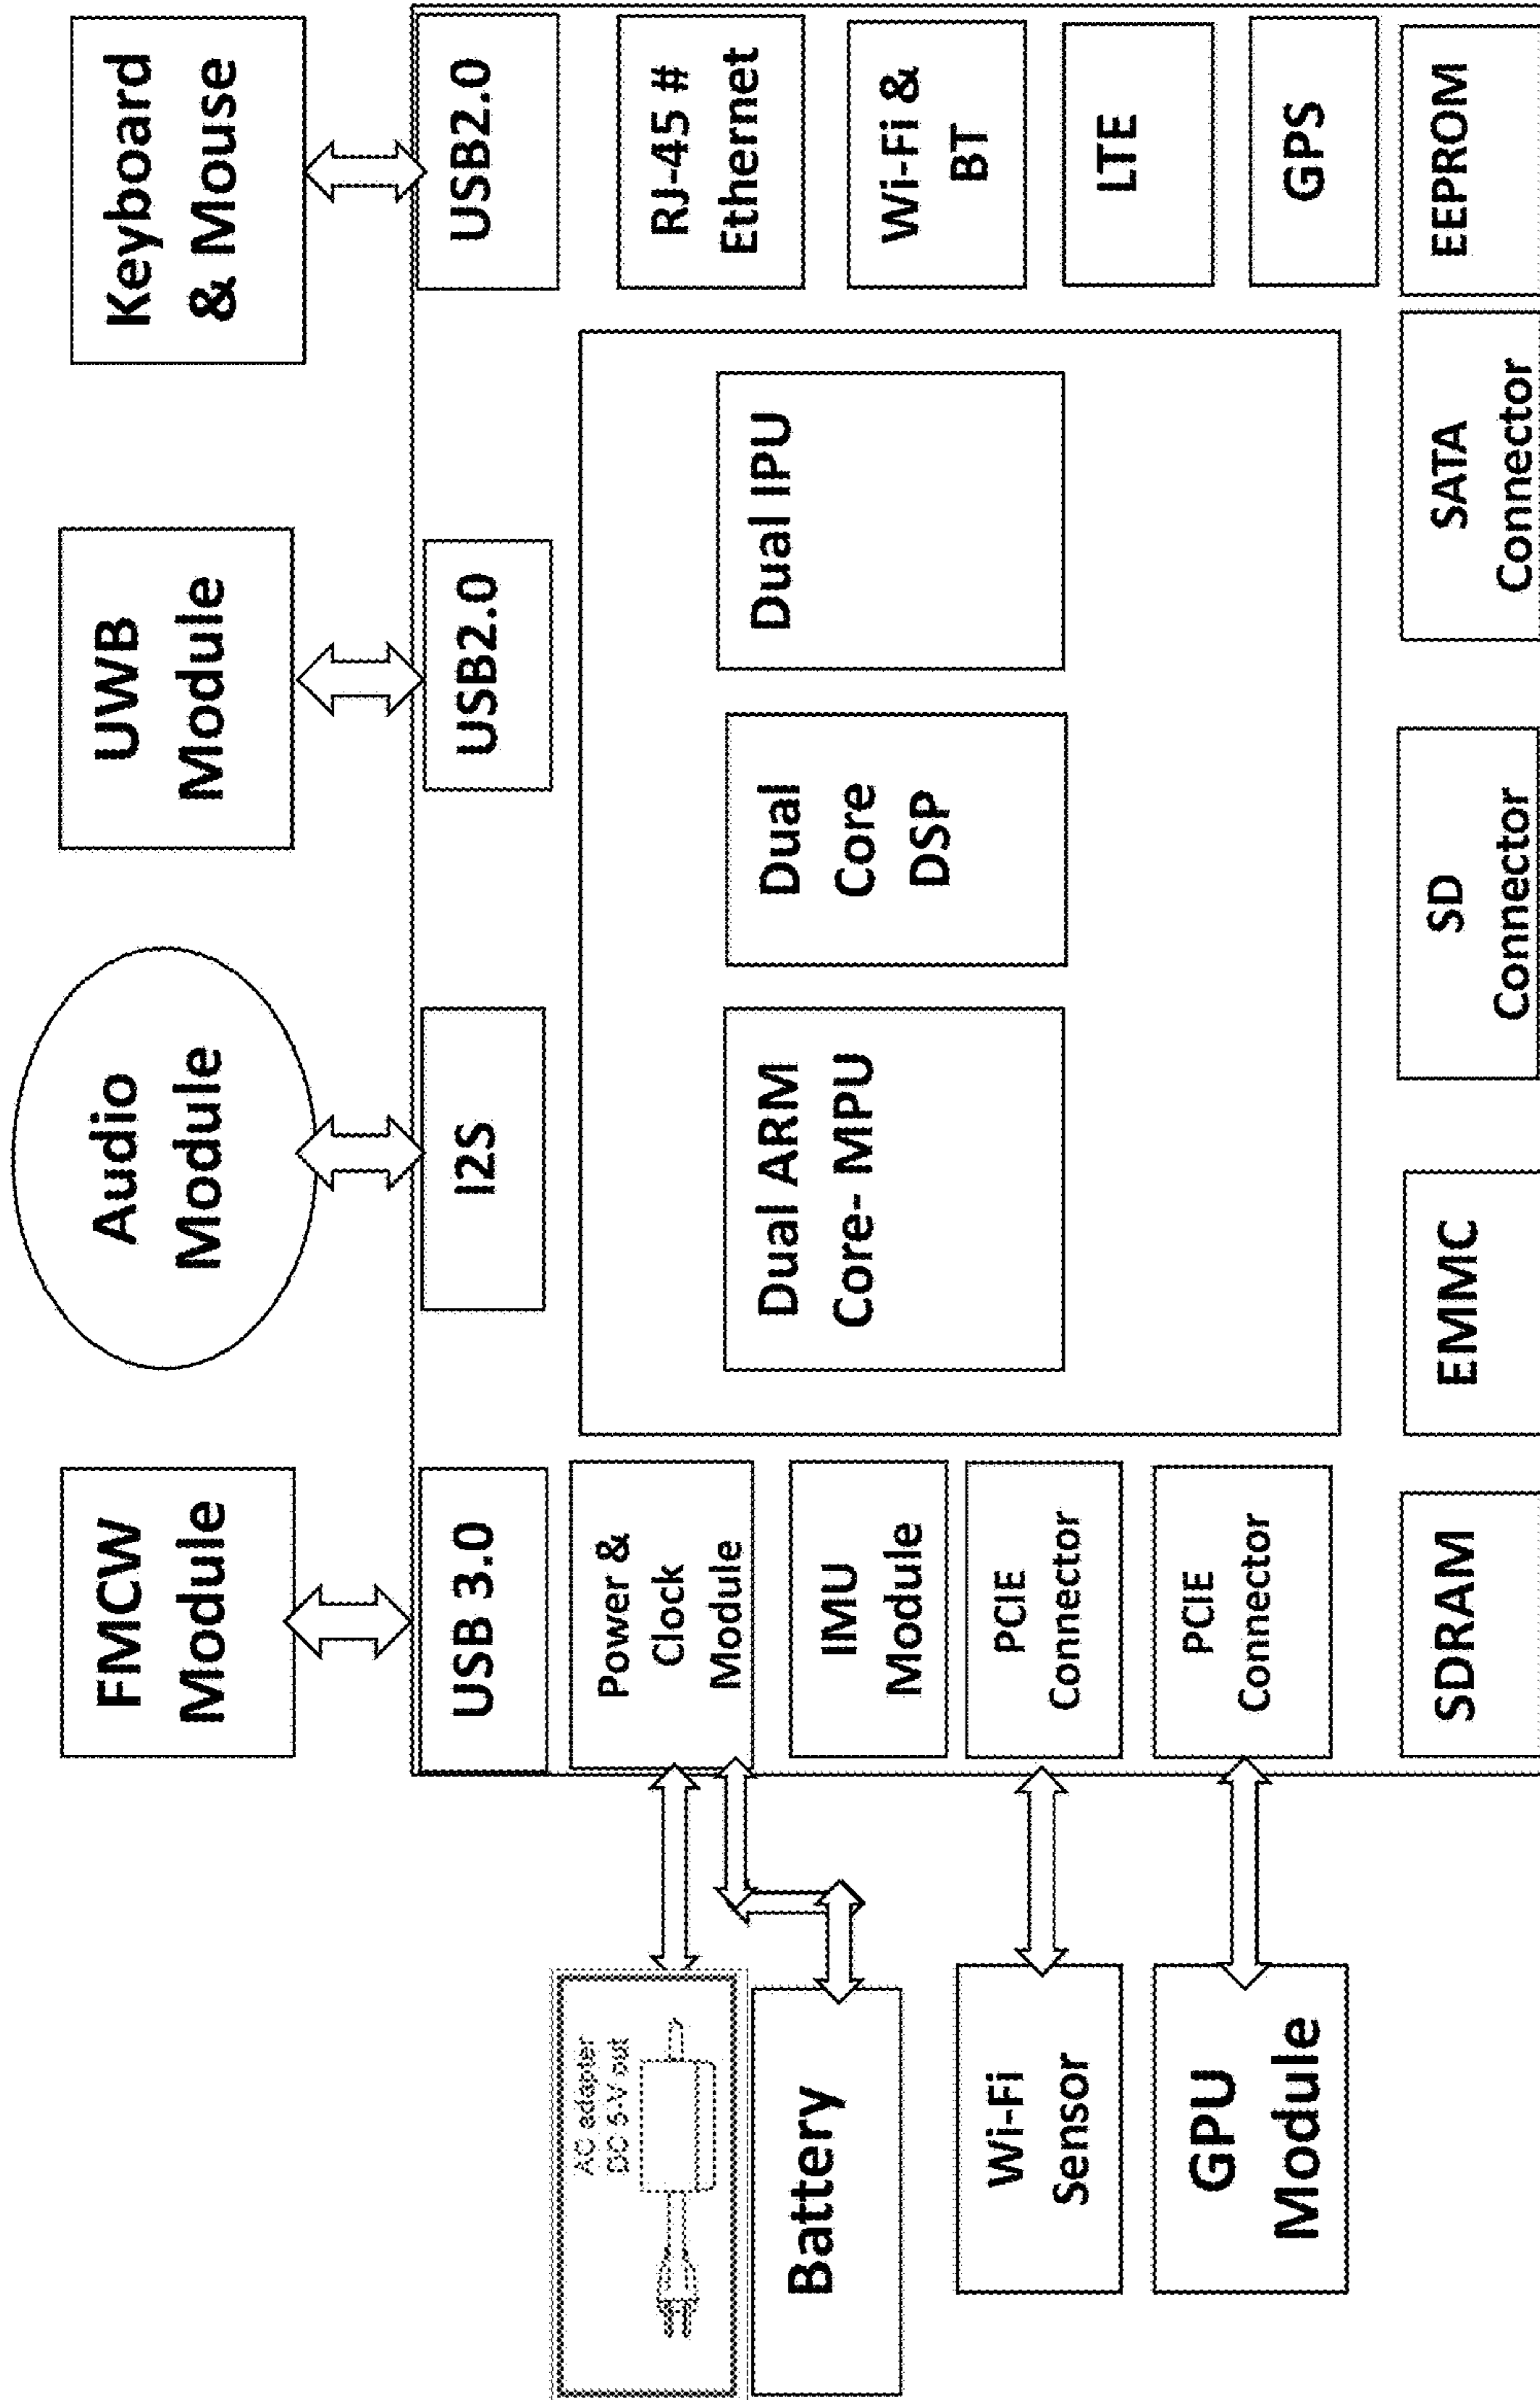 FMCW
Module
Audio
Module
UWB
Module
Keyboard
& Mouse
USB 3.0
I2S
USB2.0
USB2.0
AC adapter
DC 5-V out
Battery
Power &
Clock
Module
IMU
Module
Wi-Fi
Sensor
PCIE
Connector
GPU
Module
PCIE
Connector
Dual ARM
Core- MPU
Dual
Core
DSP
Dual IPU
RJ-45 #
Ethernet
Wi-Fi &
BT
LTE
GPS
SDRAM
EMMC
SD
Connector
SATA
Connector
EEPROM